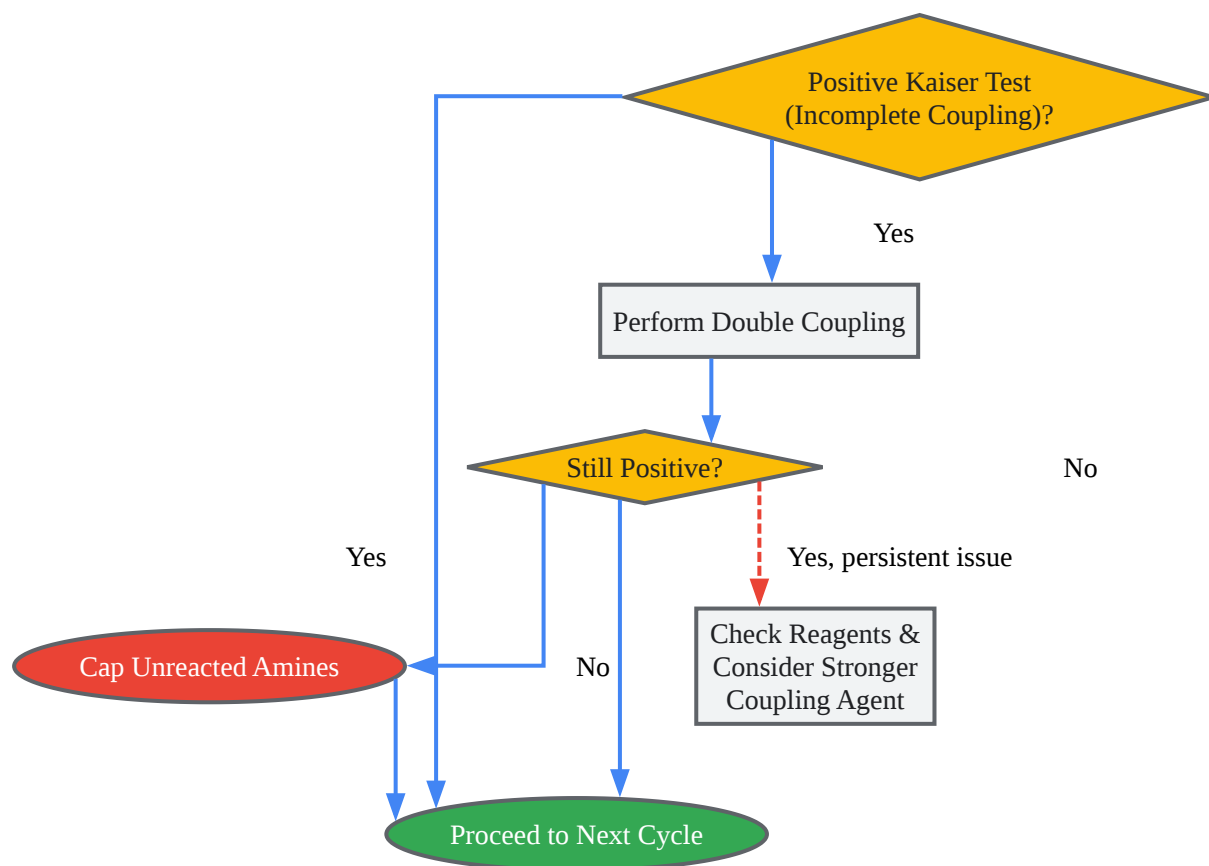 Positive Kaiser Test
(Incomplete Coupling)?
Yes
Perform Double Coupling
Still Positive?
No
Yes
Yes, persistent issue
Check Reagents &
Consider Stronger
Coupling Agent
Cap Unreacted Amines
No
Proceed to Next Cycle